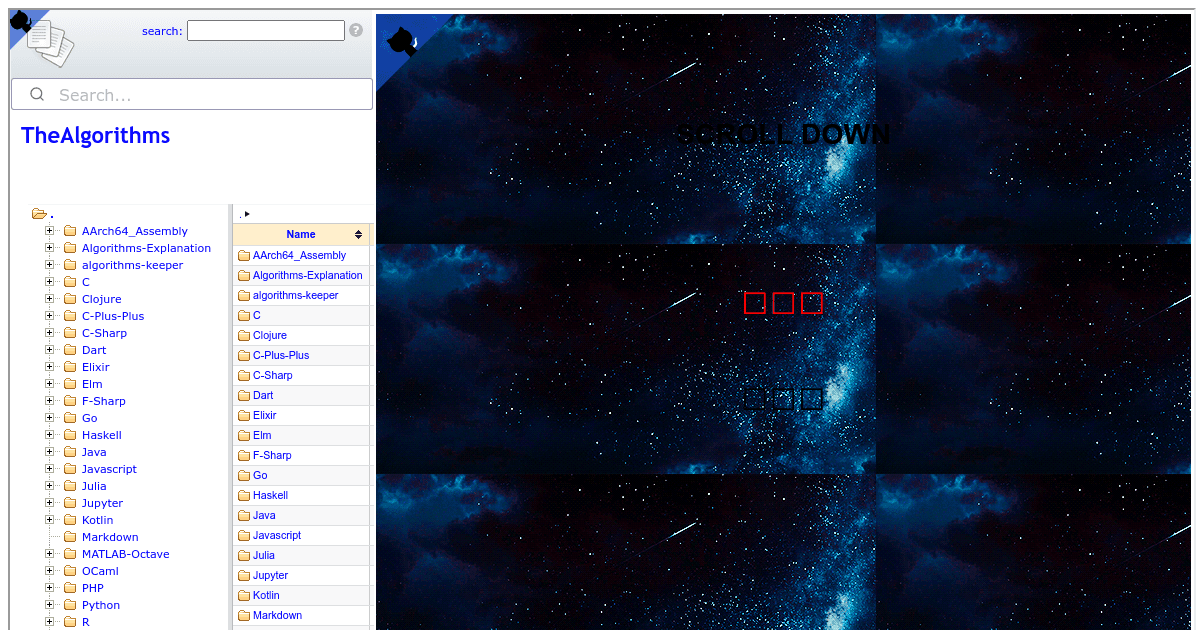 search:
?
Search...
TheAlgorithms
.
AArch64_Assembly
Algorithms-Explanation
algorithms-keeper
C
Clojure
C-Plus-Plus
C-Sharp
Dart
Elixir
Elm
F-Sharp
Go
Haskell
Java
Javascript
Julia
Jupyter
Kotlin
Markdown
MATLAB-Octave
OCaml
PHP
Python
R
.
Name
AArch64_Assembly
Algorithms-Explanation
algorithms-keeper
C
Clojure
C-Plus-Plus
C-Sharp
Dart
Elixir
Elm
F-Sharp
Go
Haskell
Java
Javascript
Julia
Jupyter
Kotlin
Markdown
SCROLL DOWN